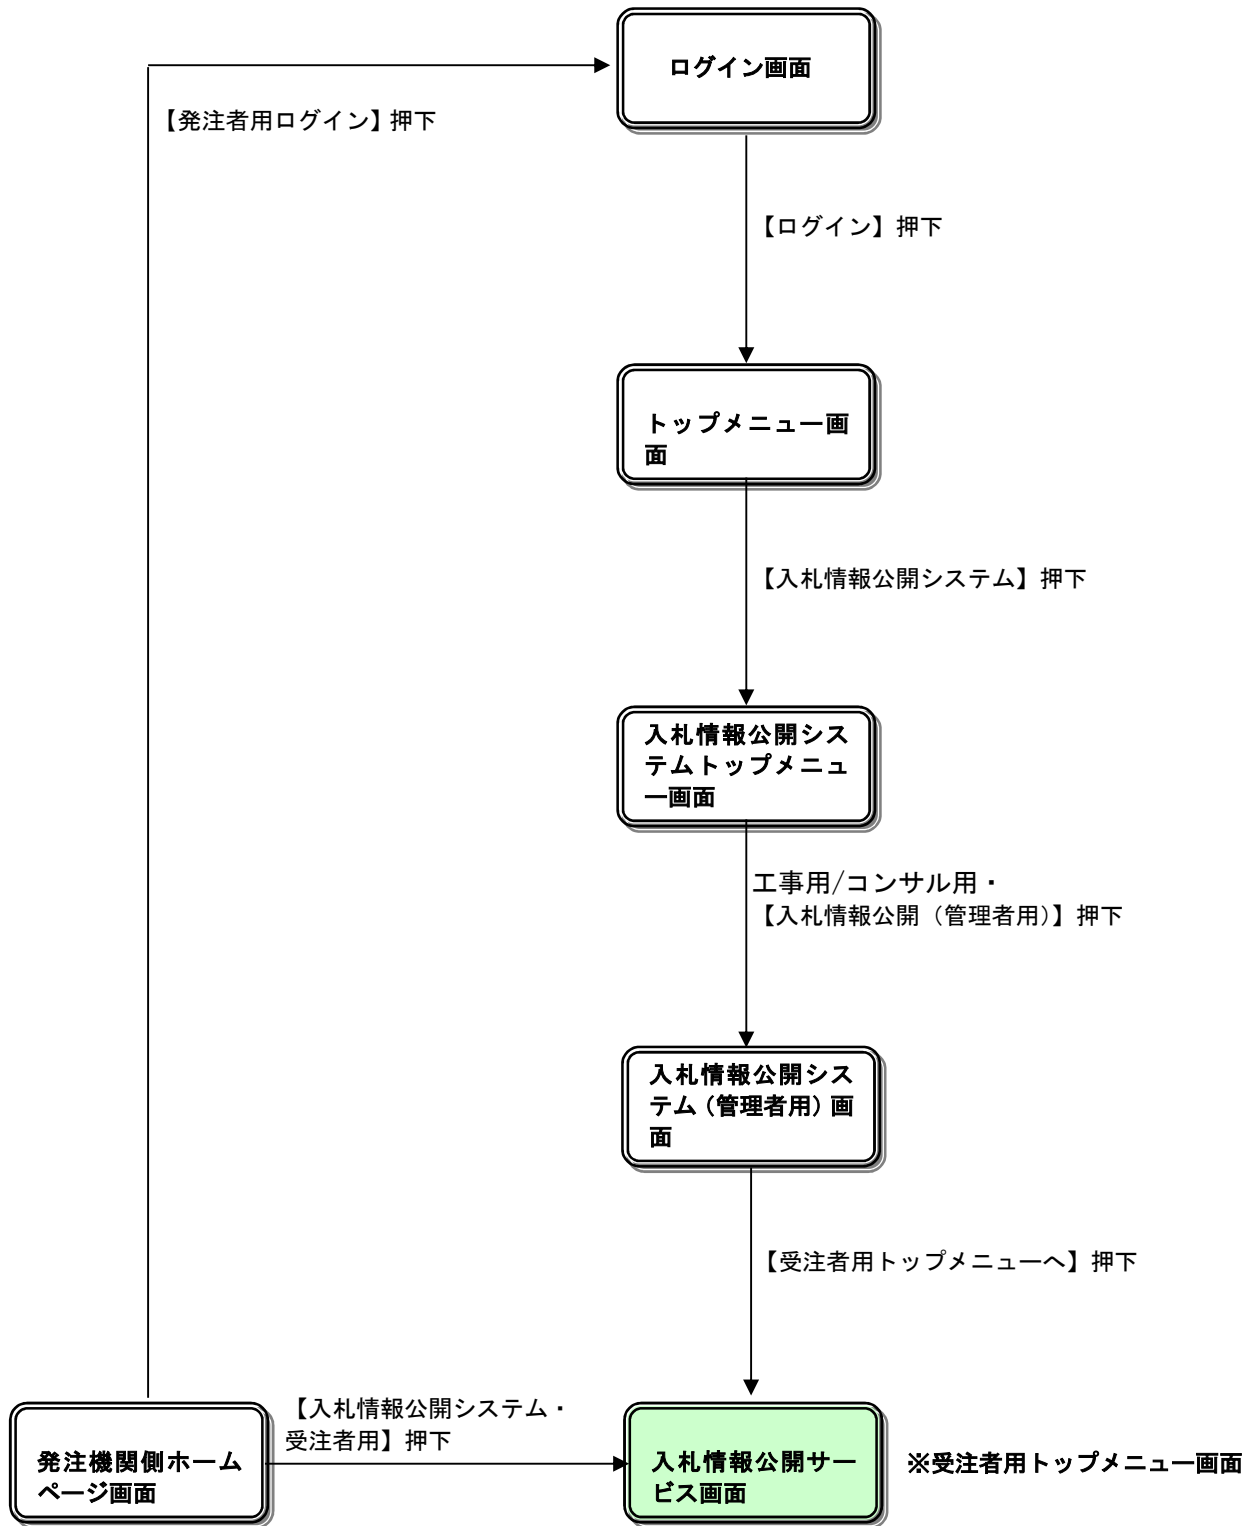 ログイン画面
【発注者用ログイン】押下
【ログイン】押下
トップメニュー画
面
【入札情報公開システム】押下
入札情報公開シス
テムトップメニュ
ー画面
工事用/コンサル用・
【入札情報公開（管理者用）】押下
入札情報公開シス
テム（管理者用）画
面
【受注者用トップメニューへ】押下
【入札情報公開システム・
受注者用】押下
発注機関側ホーム
ページ画面
入札情報公開サー
ビス画面
※受注者用トップメニュー画面